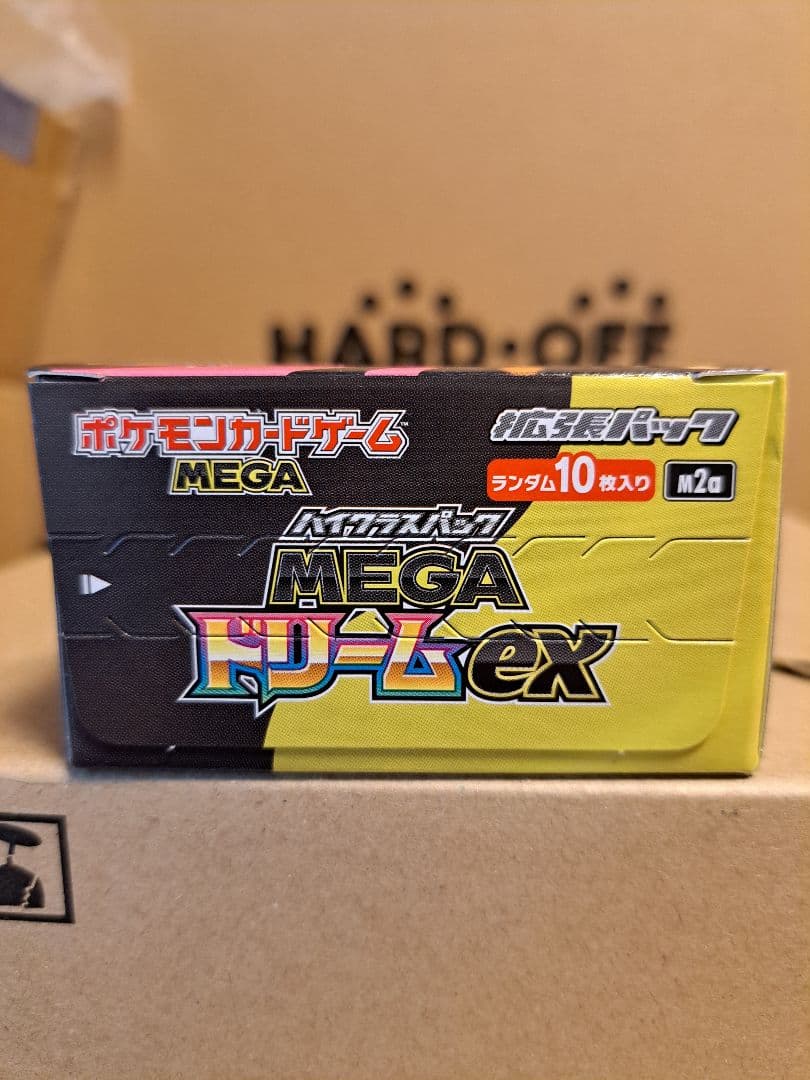 HARD・OFF
ポケモンカードゲーム™
MEGA
拡張パック
ランダム10枚入り M2a
ハイクラスパック
MEGA
ドリームex